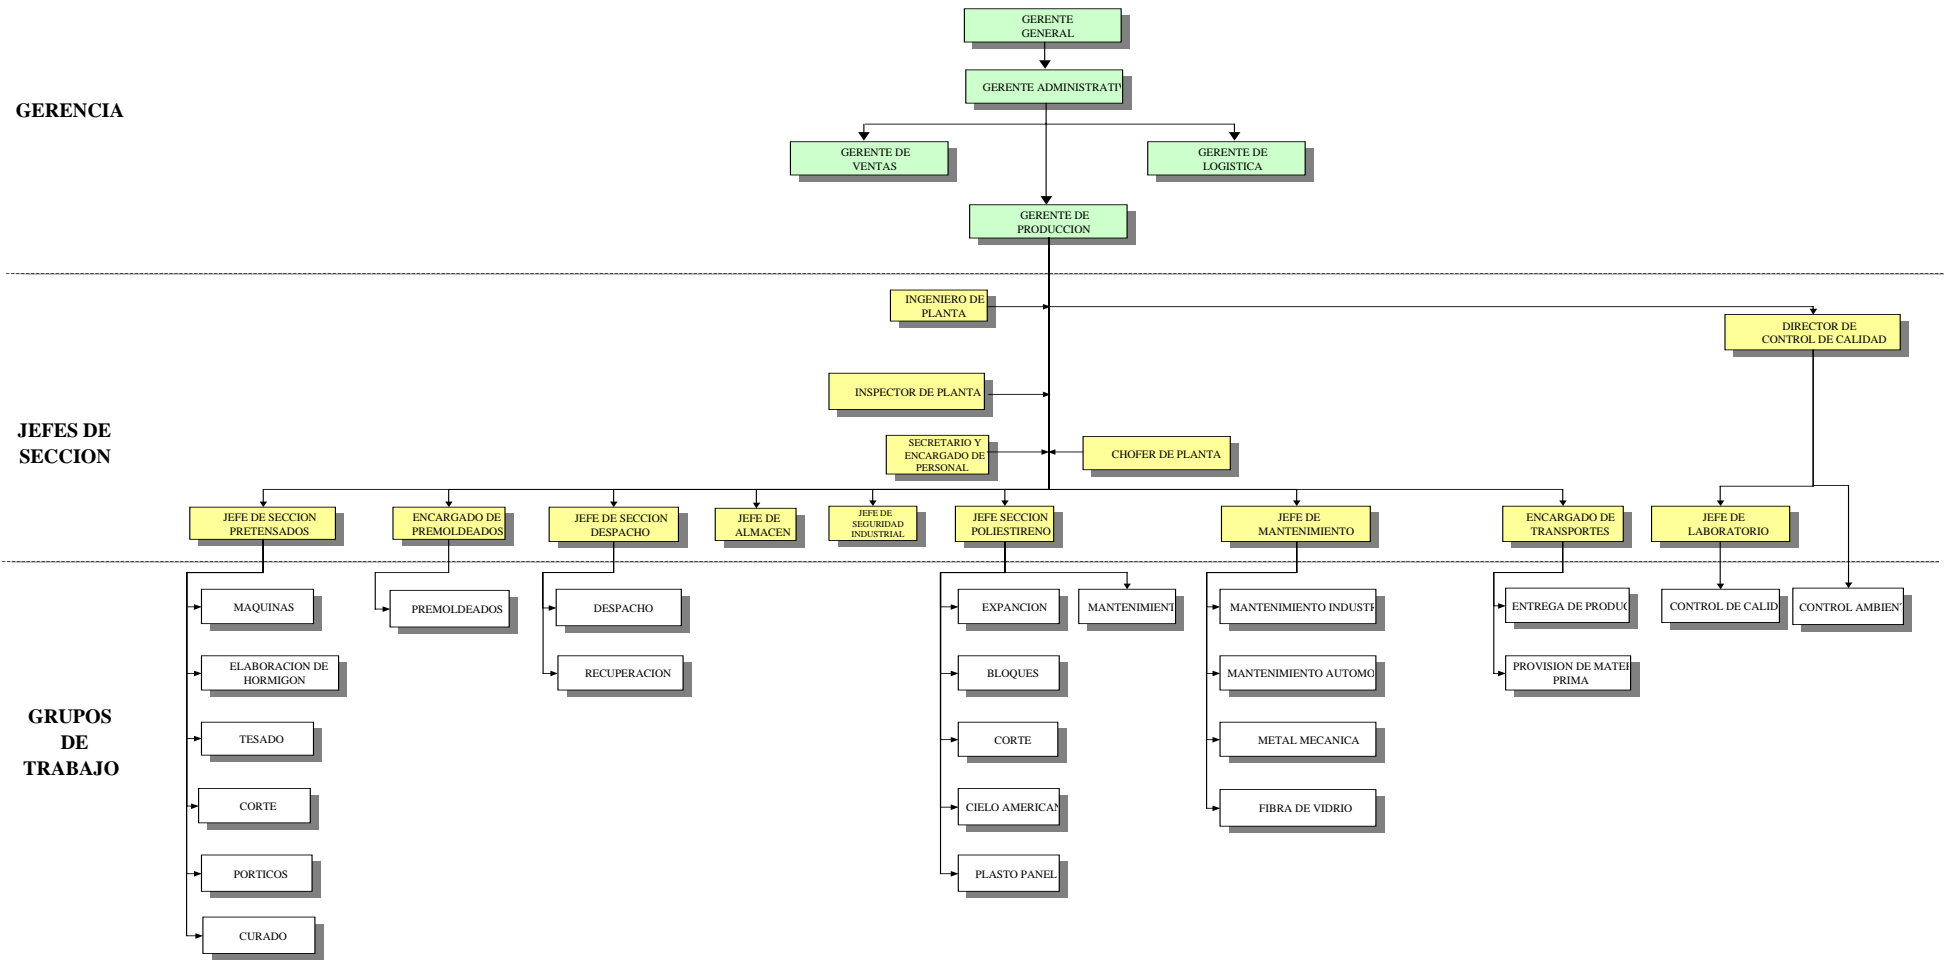 GERENTE
GENERAL
GERENTE ADMINISTRATI
GERENCIA
GERENTE DE
VENTAS
GERENTE DE
LOGISTICA
GERENTE DE
PRODUCCION
INGENIERO DE
PLANTA
DIRECTOR DE
CONTROL DE CALIDAD
INSPECTOR DE PLANTA
JEFES DE
SECCION
SECRETARIO Y
ENCARGADO DE
PERSONAL
CHOFER DE PLANTA
JEFE DE SECCION
PRETENSADOS
ENCARGADO DE
PREMOLDEADOS
JEFE DE SECCION
DESPACHO
JEFE DE
ALMACEN
JEFE DE
SEGURIDAD
INDUSTRIAL
JEFE SECCION
POLIESTIRENO
JEFE DE
MANTENIMIENTO
ENCARGADO DE
TRANSPORTES
JEFE DE
LABORATORIO
MAQUINAS
PREMOLDEADOS
DESPACHO
EXPANCION
MANTENIMIENT
MANTENIMIENTO INDUST
ENTREGA DE PRODUC
CONTROL DE CALID
CONTROL AMBIEN
ELABORACION DE
HORMIGON
RECUPERACION
BLOQUES
MANTENIMIENTO AUTOMO
PROVISION DE MATE
PRIMA
GRUPOS
DE
TRABAJO
TESADO
CORTE
METAL MECANICA
CORTE
CIELO AMERICAN
FIBRA DE VIDRIO
PORTICOS
PLASTO PANEL
CURADO